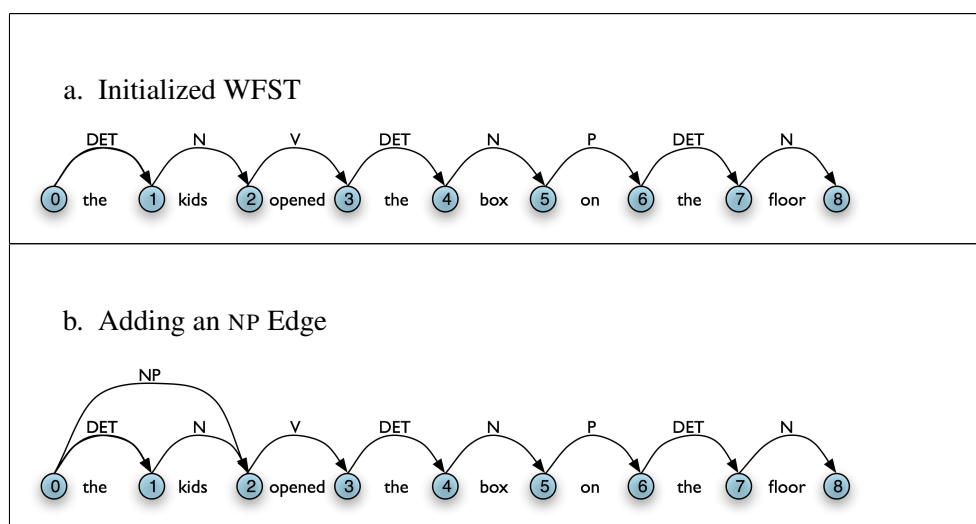 a. Initialized WFST
DET N V DET N P DET N
0 the 1 kids 2 opened 3 the 4 box 5 on 6 the 7 floor 8
b. Adding an NP Edge
NP
DET N V DET N P DET N
0 the 1 kids 2 opened 3 the 4 box 5 on 6 the 7 floor 8